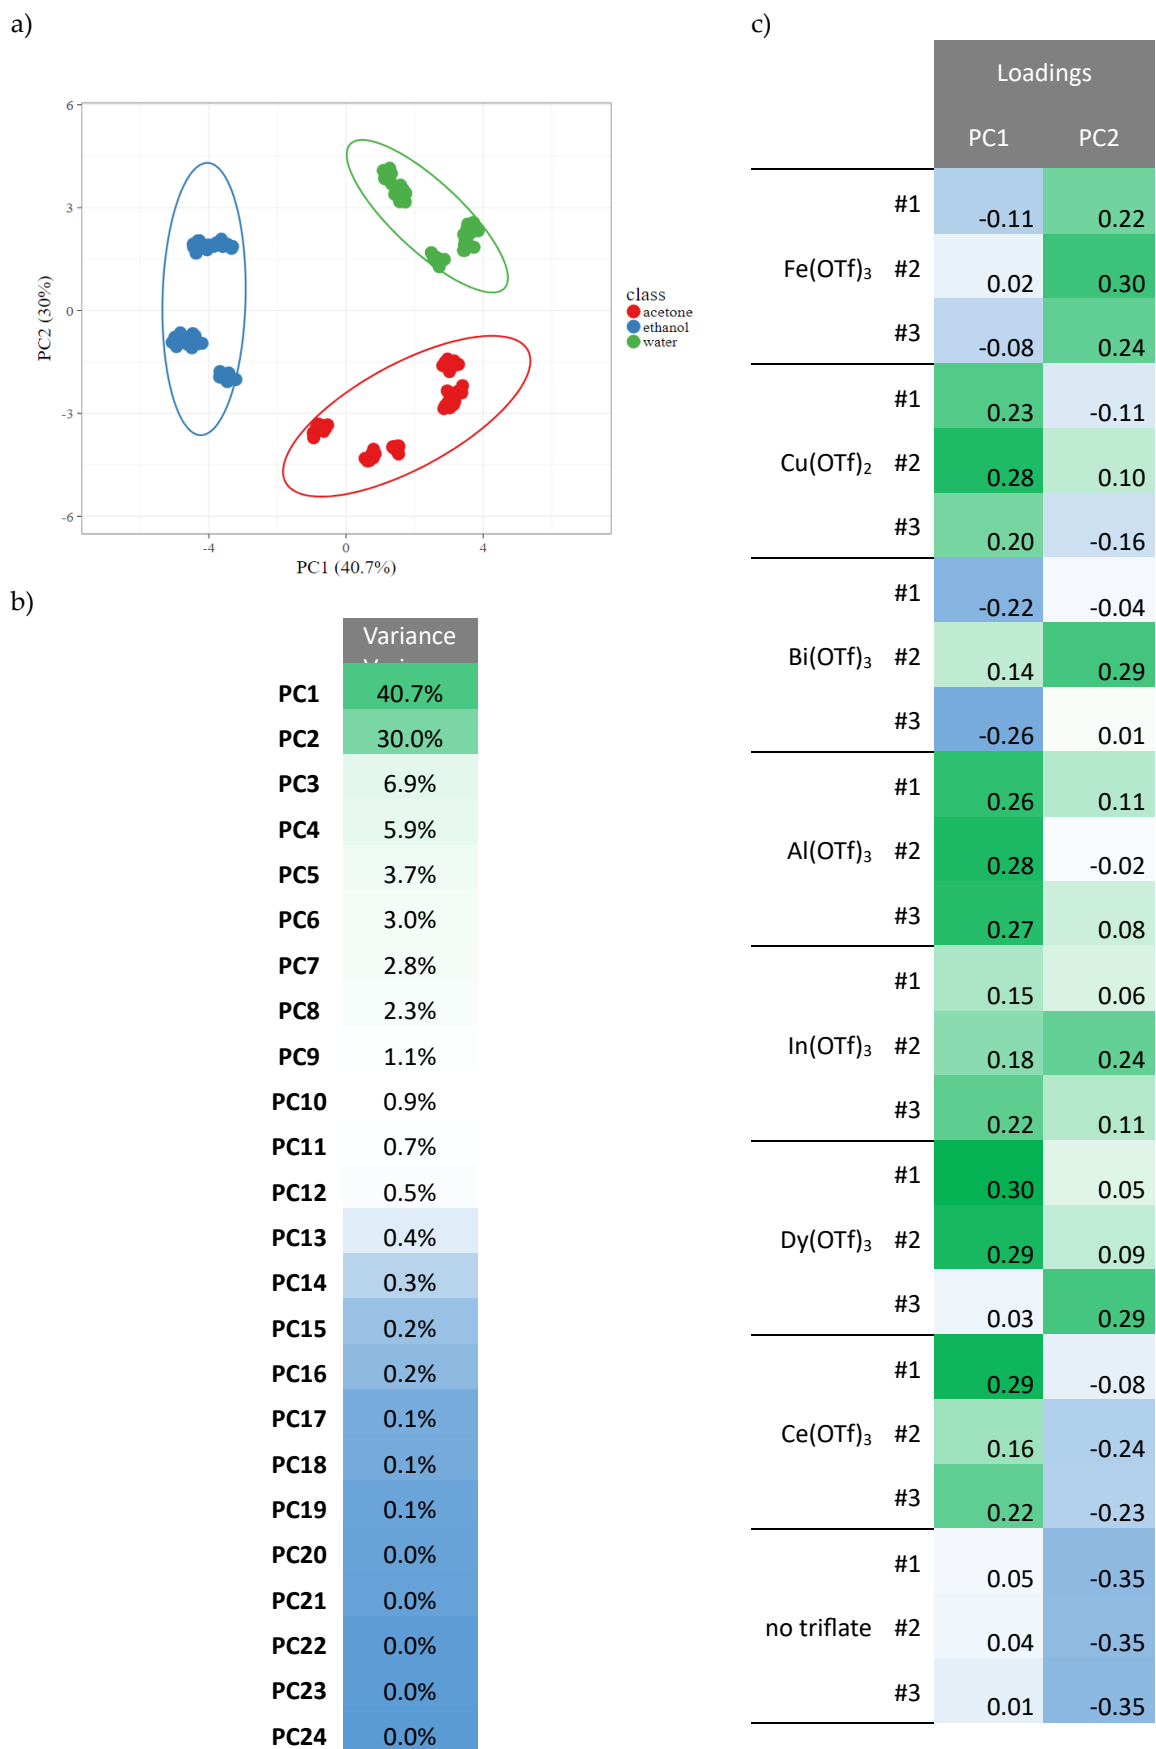 a)
6
3
0
-3
-6
PC2 (30%)
-4
0
4
PC1 (40.7%)
class
acetone
ethanol
water
b)
Variance
PC1 40.7%
PC2 30.0%
PC3 6.9%
PC4 5.9%
PC5 3.7%
PC6 3.0%
PC7 2.8%
PC8 2.3%
PC9 1.1%
PC10 0.9%
PC11 0.7%
PC12 0.5%
PC13 0.4%
PC14 0.3%
PC15 0.2%
PC16 0.2%
PC17 0.1%
PC18 0.1%
PC19 0.1%
PC20 0.0%
PC21 0.0%
PC22 0.0%
PC23 0.0%
PC24 0.0%
c)
Loadings
PC1 PC2
#1 -0.11 0.22
Fe(OTf)3 #2 0.02 0.30
#3 -0.08 0.24
#1 0.23 -0.11
Cu(OTf)2 #2 0.28 0.10
#3 0.20 -0.16
#1 -0.22 -0.04
Bi(OTf)3 #2 0.14 0.29
#3 -0.26 0.01
#1 0.26 0.11
Al(OTf)3 #2 0.28 -0.02
#3 0.27 0.08
#1 0.15 0.06
In(OTf)3 #2 0.18 0.24
#3 0.22 0.11
#1 0.30 0.05
Dy(OTf)3 #2 0.29 0.09
#3 0.03 0.29
#1 0.29 -0.08
Ce(OTf)3 #2 0.16 -0.24
#3 0.22 -0.23
#1 0.05 -0.35
no triflate #2 0.04 -0.35
#3 0.01 -0.35